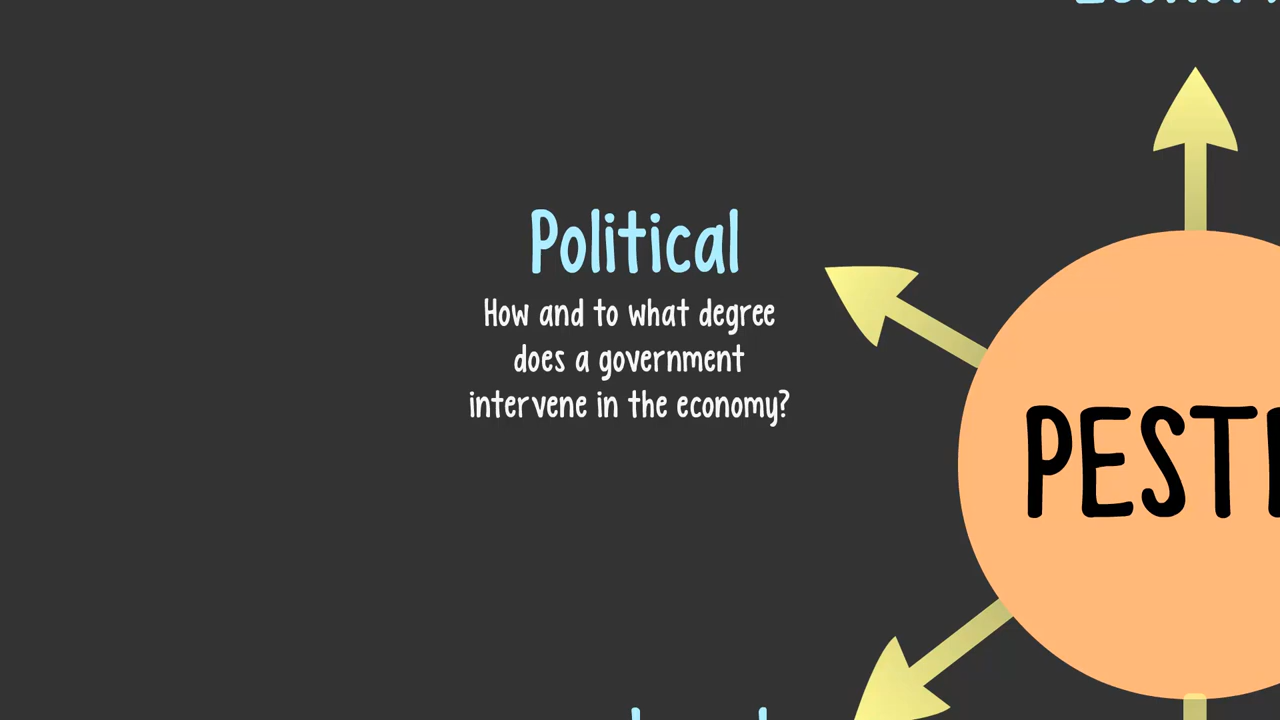 Political
How and to what degree
does a government
intervene in the economy?
PEST